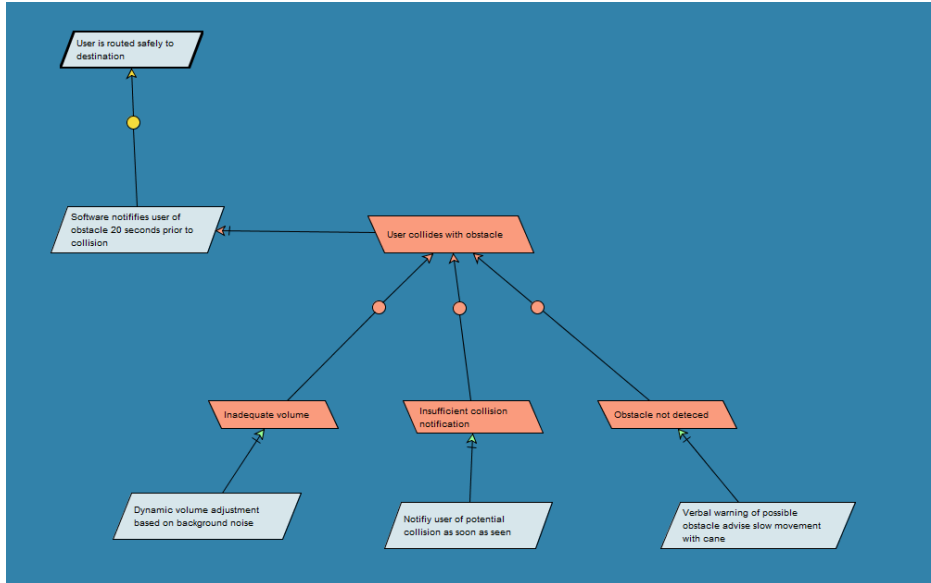 User is routed safely to
destination
Software notififies user of
obstacle 20 seconds prior to
collision
User collides with obstacle
Inadequate volume
Insufficient collision
notification
Obstacle not deteced
Dynamic volume adjustment
based on background noise
Notifiy user of potential
collision as soon as seen
Verbal warning of possible
obstacle advise slow movement
with cane